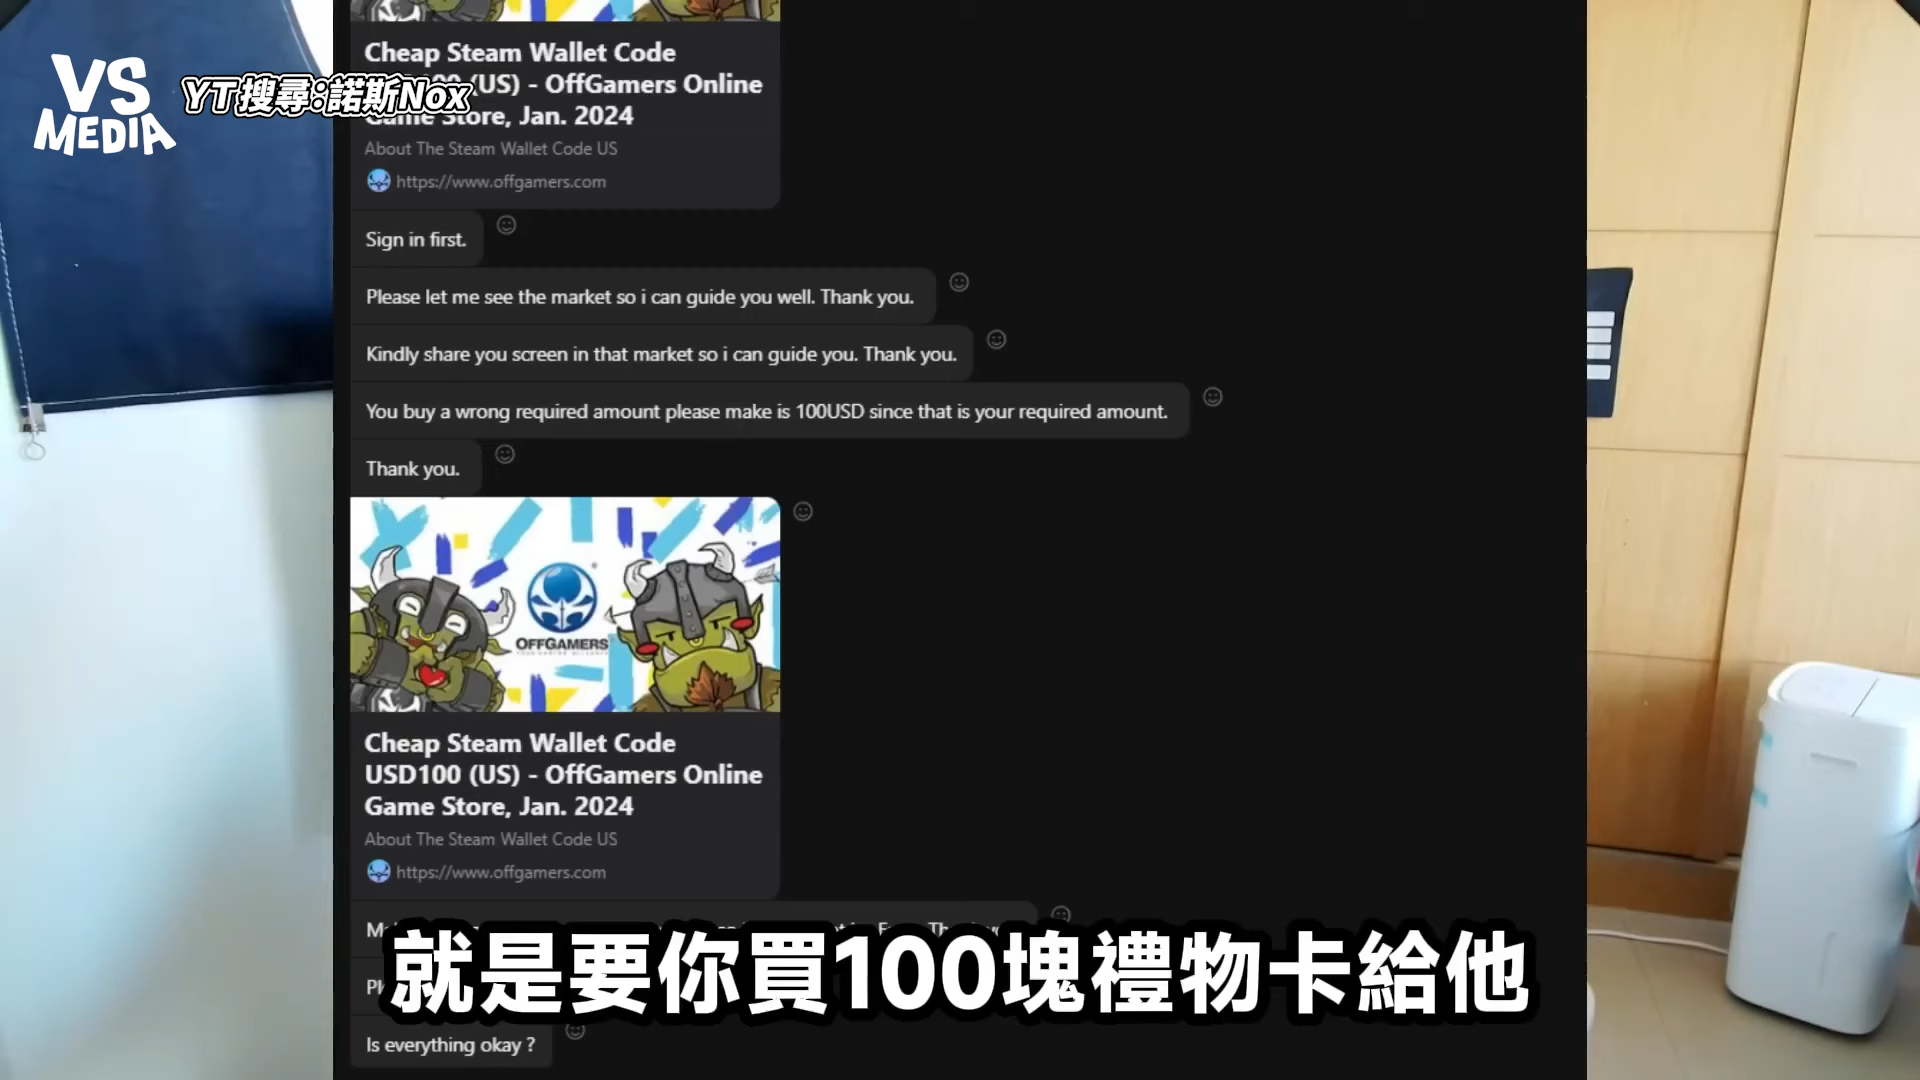 VS
MEDIA
YT搜尋:諾斯Nox
Cheap Steam Wallet Code
(US) - OffGamers Online
Game Store, Jan. 2024
About The Steam Wallet Code US
https://www.offgamers.com
Sign in first.
Please let me see the market so i can guide you well. Thank you.
Kindly share you screen in that market so i can guide you. Thank you.
You buy a wrong required amount please make is 100USD since that is your required amount.
Thank you.
OFFGAMERS
Cheap Steam Wallet Code
USD100 (US) - OffGamers Online
Game Store, Jan. 2024
About The Steam Wallet Code US
https://www.offgamers.com
就是要你買100塊禮物卡給他
Is everything okay ?